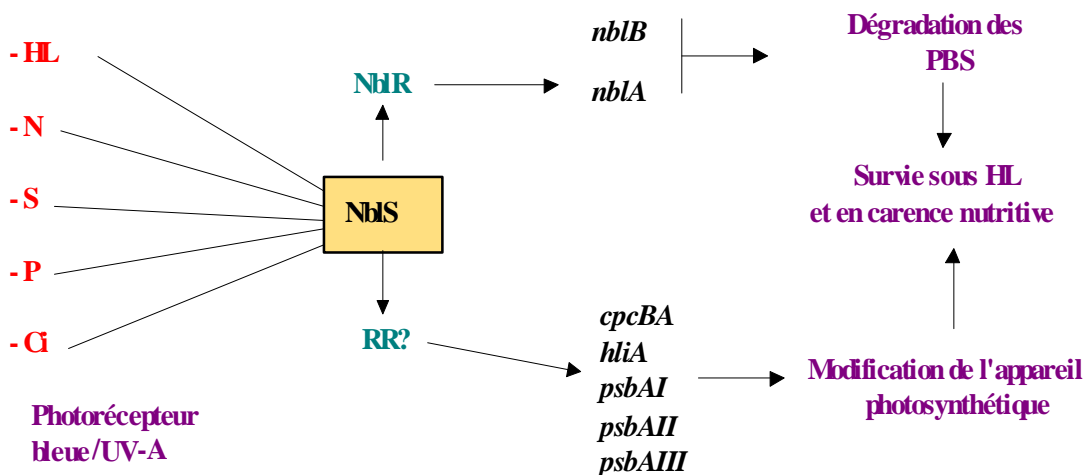 - HL
- N
- S
- P
- Ci
Photorécepteur
bleue/UV-A
NblR
NblS
RR?
nblB
nblA
cpcBA
hliA
psbAI
psbAII
psbAIII
Dégradation des
PBS
Survie sous HL
et en carence nutritive
Modification de l'appareil
photosynthétique